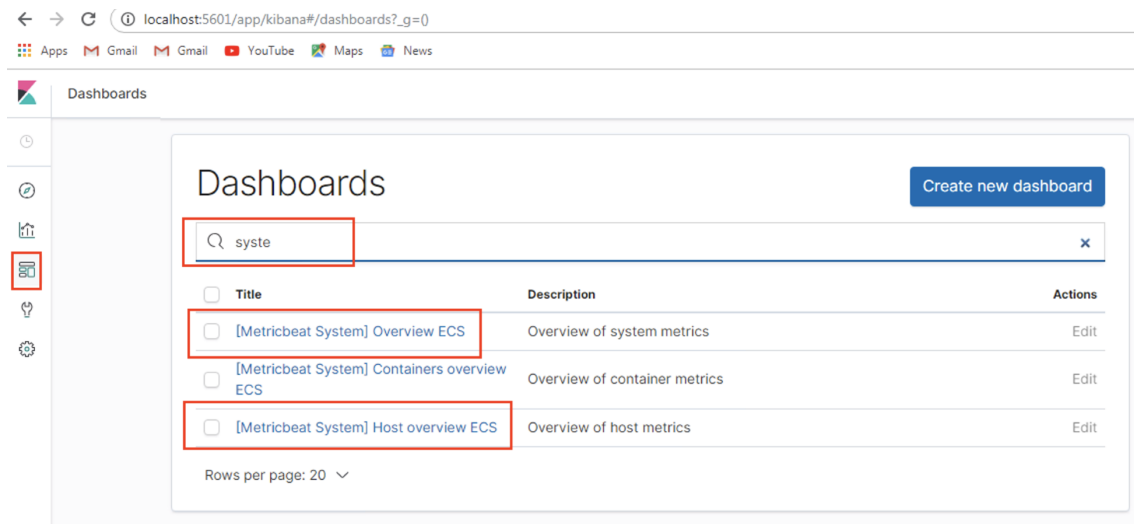 localhost:5601/app/kibana#/dashboards?_g=()
Apps Gmail Gmail YouTube Maps News
Dashboards
Dashboards
Create new dashboard
syste
Title Description Actions
[Metricbeat System] Overview ECS Overview of system metrics Edit
[Metricbeat System] Containers overview
ECS
Overview of container metrics Edit
[Metricbeat System] Host overview ECS Overview of host metrics Edit
Rows per page: 20